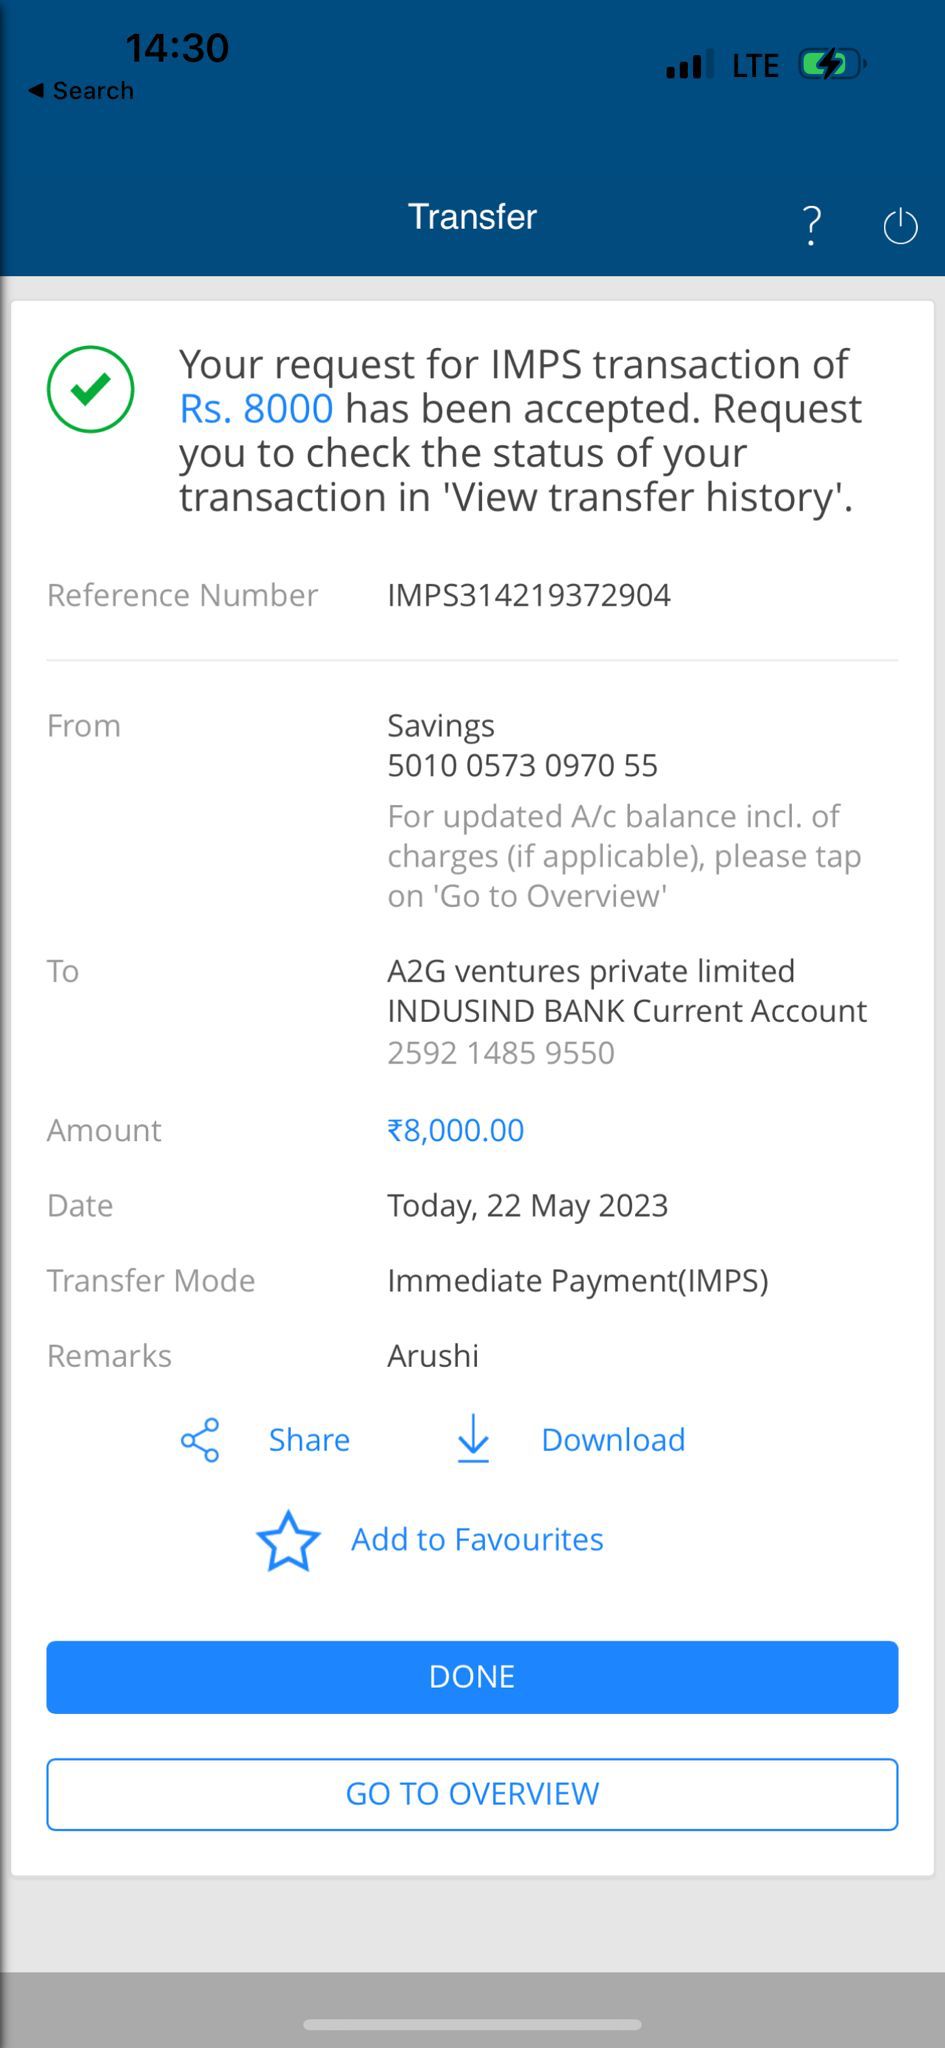 14:30
LTE
◀ Search
Transfer
?
Your request for IMPS transaction of
Rs. 8000 has been accepted. Request
you to check the status of your
transaction in 'View transfer history'.
Reference Number IMPS314219372904
From Savings
5010 0573 0970 55
For updated A/c balance incl. of
charges (if applicable), please tap
on 'Go to Overview'
To A2G ventures private limited
INDUSIND BANK Current Account
2592 1485 9550
Amount ₹8,000.00
Date Today, 22 May 2023
Transfer Mode Immediate Payment(IMPS)
Remarks Arushi
Share Download
Add to Favourites
DONE
GO TO OVERVIEW